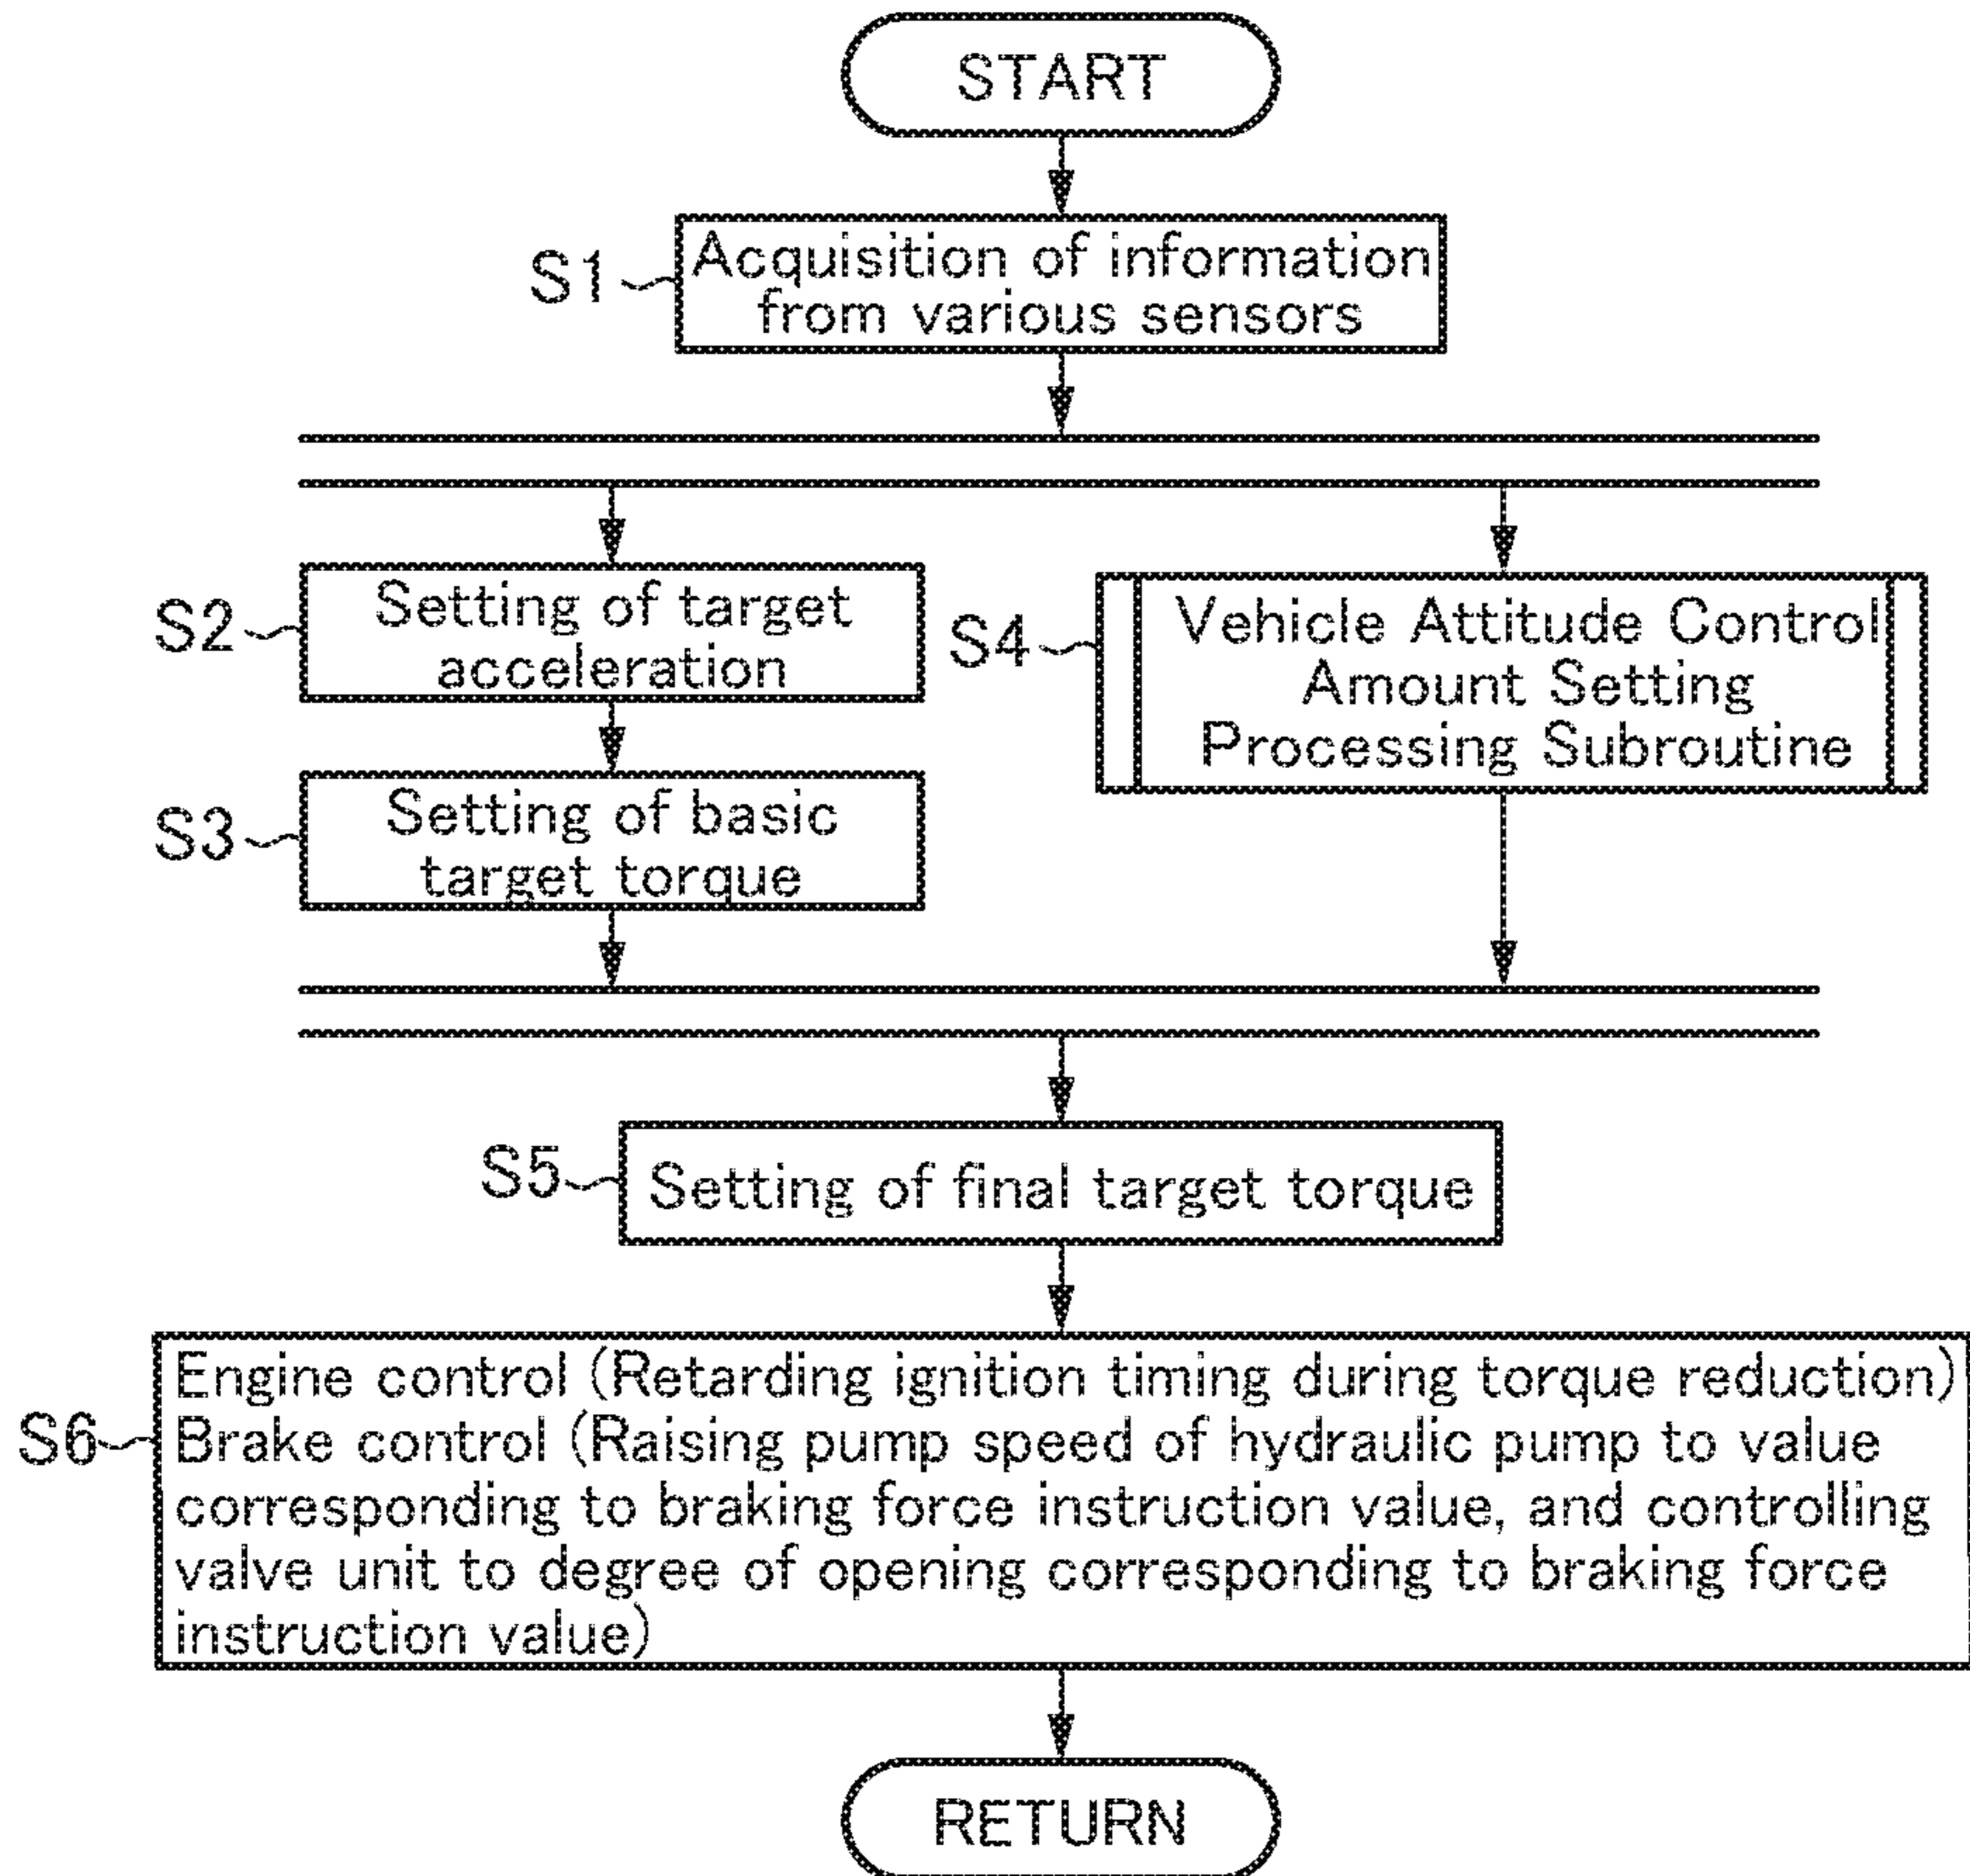 START
S1
Acquisition of information
from various sensors
S2
Setting of target
acceleration
S3
Setting of basic
target torque
S4
Vehicle Attitude Control
Amount Setting
Processing Subroutine
S5
Setting of final target torque
S6
Engine control (Retarding ignition timing during torque reduction)
Brake control (Raising pump speed of hydraulic pump to value
corresponding to braking force instruction value, and controlling
valve unit to degree of opening corresponding to braking force
instruction value)
RETURN